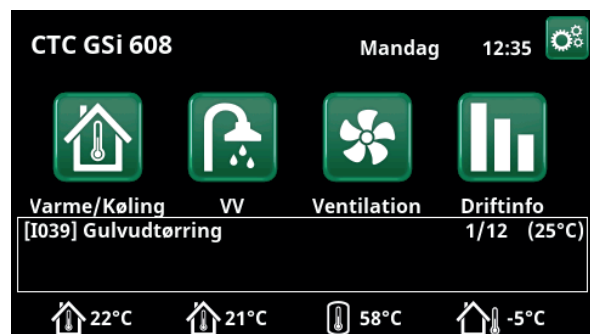 CTC GSi 608 Mandag 12:35
Varme/Køling VV Ventilation Driftinfo
[I039] Gulvudtørring 1/12 (25°C)
22°C 21°C 58°C -5°C